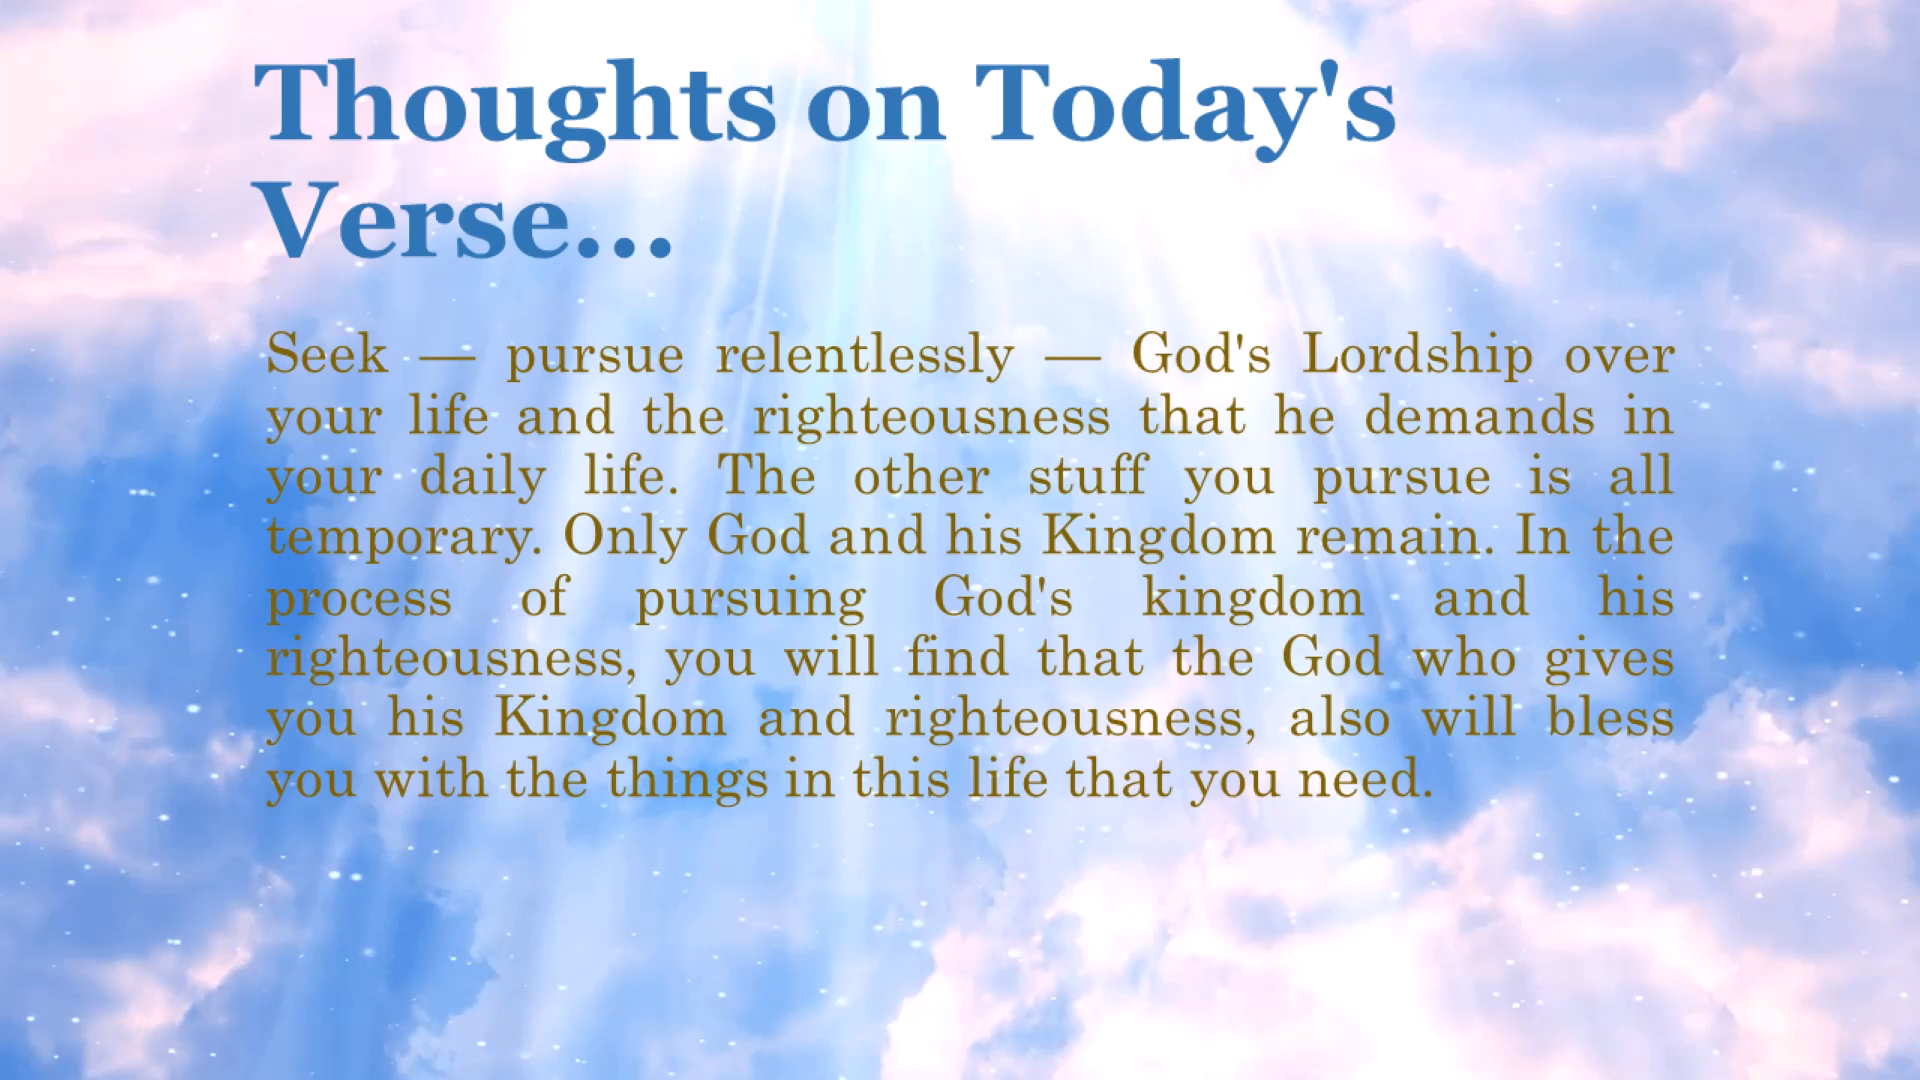 Thoughts on Today's
Verse...
Seek — pursue relentlessly — God's Lordship over
your life and the righteousness that he demands in
your daily life. The other stuff you pursue is all
temporary. Only God and his Kingdom remain. In the
process of pursuing God's kingdom and his
righteousness, you will find that the God who gives
you his Kingdom and righteousness, also will bless
you with the things in this life that you need.